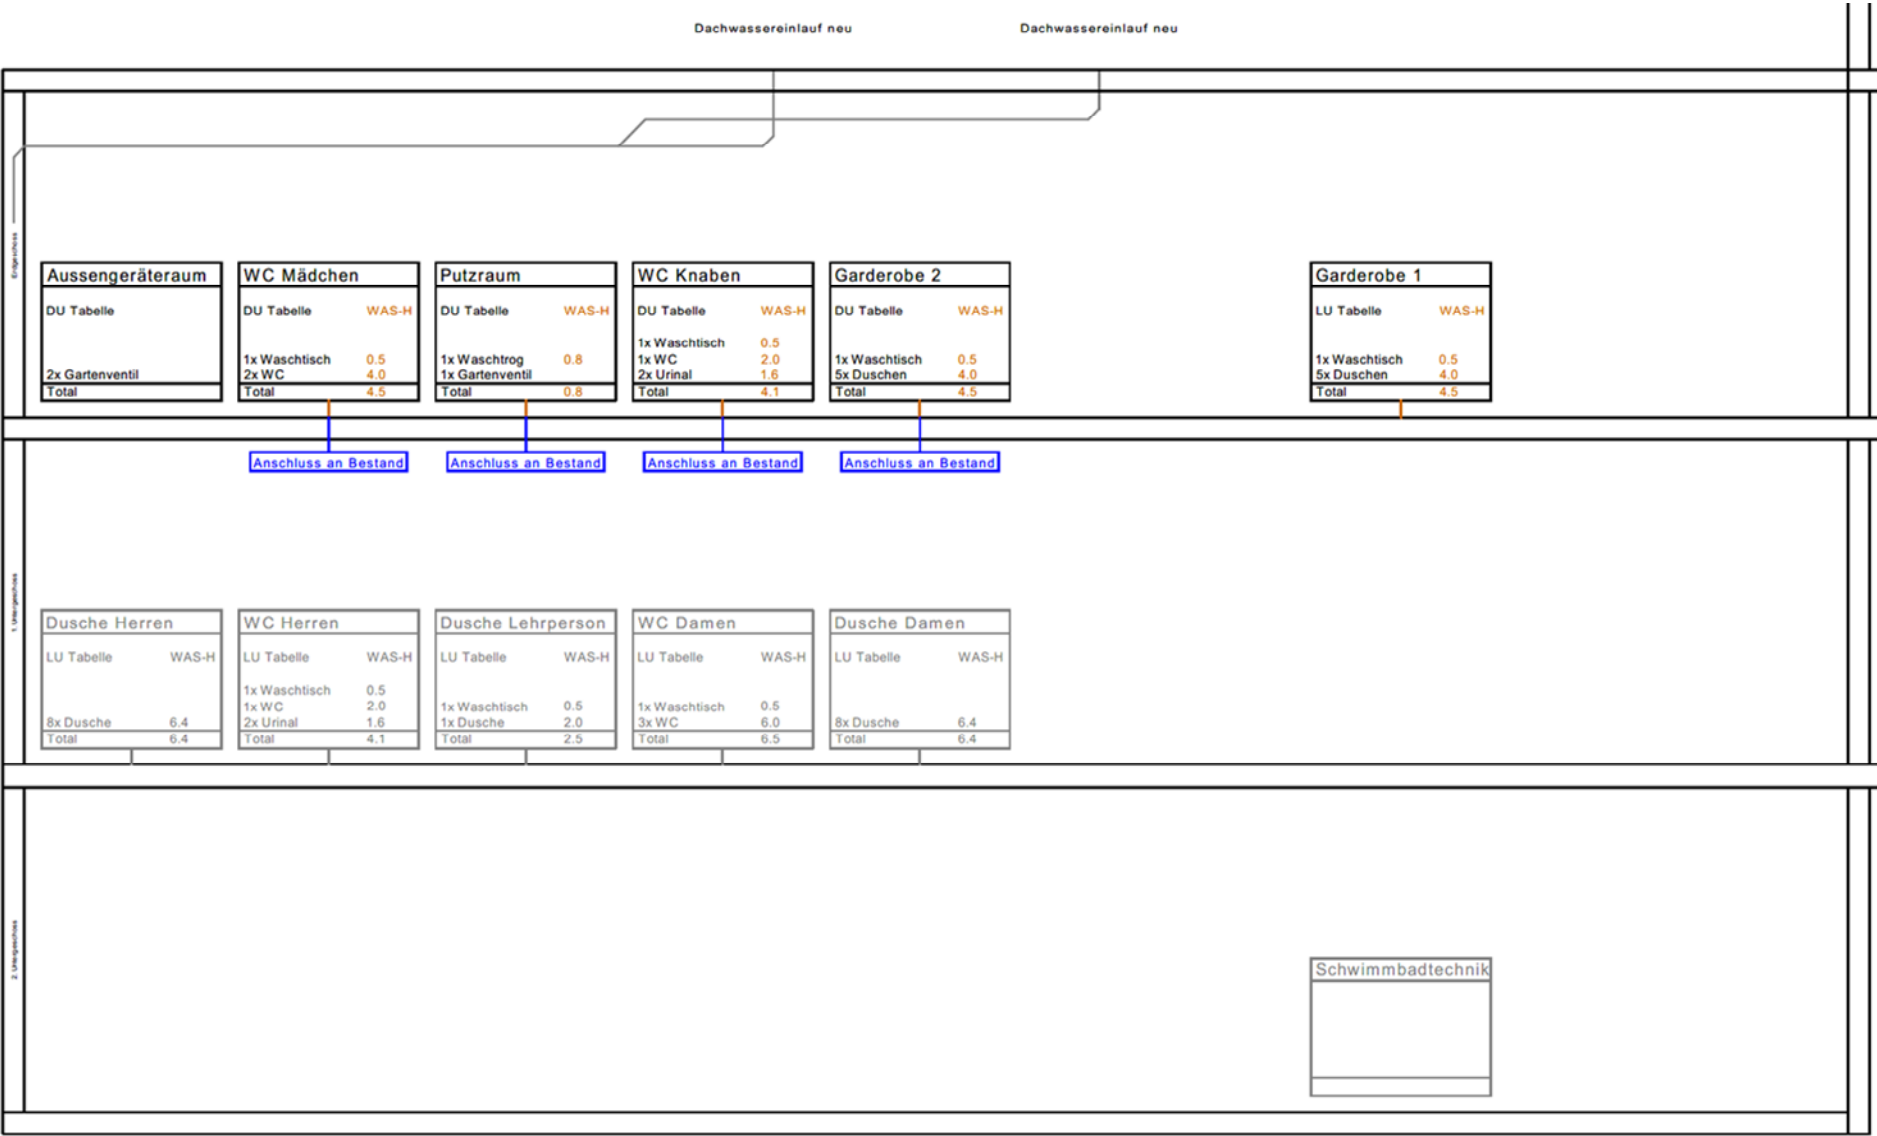 Dachwassereinlauf neu
Dachwassereinlauf neu
Erdgeschoss
Aussengeräteraum
DU Tabelle
2x Gartenventil
Total
WC Mädchen
DU Tabelle WAS-H
1x Waschtisch 0.5
2x WC 4.0
Total 4.5
Putzraum
DU Tabelle WAS-H
1x Waschtrog 0.8
1x Gartenventil
Total 0.8
WC Knaben
DU Tabelle WAS-H
1x Waschtisch 0.5
1x WC 2.0
2x Urinal 1.6
Total 4.1
Garderobe 2
DU Tabelle WAS-H
1x Waschtisch 0.5
5x Duschen 4.0
Total 4.5
Garderobe 1
LU Tabelle WAS-H
1x Waschtisch 0.5
5x Duschen 4.0
Total 4.5
Anschluss an Bestand
Anschluss an Bestand
Anschluss an Bestand
Anschluss an Bestand
1. Untergeschoss
Dusche Herren
LU Tabelle WAS-H
8x Dusche 6.4
Total 6.4
WC Herren
LU Tabelle WAS-H
1x Waschtisch 0.5
1x WC 2.0
2x Urinal 1.6
Total 4.1
Dusche Lehrperson
LU Tabelle WAS-H
1x Waschtisch 0.5
1x Dusche 2.0
Total 2.5
WC Damen
LU Tabelle WAS-H
1x Waschtisch 0.5
3x WC 6.0
Total 6.5
Dusche Damen
LU Tabelle WAS-H
8x Dusche 6.4
Total 6.4
2. Untergeschoss
Schwimmbadtechnik